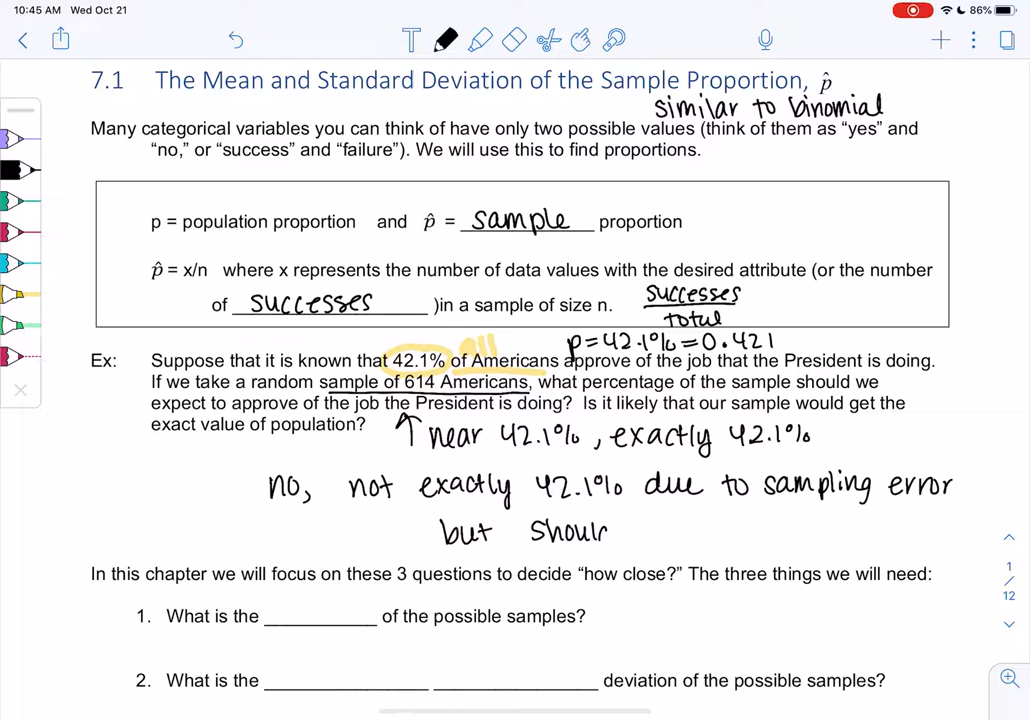 10:45 AM Wed Oct 21
86%
7.1 The Mean and Standard Deviation of the Sample Proportion, p̂
similar to binomial
Many categorical variables you can think of have only two possible values (think of them as “yes” and
“no,” or “success” and “failure”). We will use this to find proportions.
p = population proportion and p̂ = sample proportion
p̂ = x/n where x represents the number of data values with the desired attribute (or the number
of successes )in a sample of size n.
successes
total
p=42.1%=0.421
all
Ex: Suppose that it is known that 42.1% of Americans approve of the job that the President is doing.
If we take a random sample of 614 Americans, what percentage of the sample should we
expect to approve of the job the President is doing? Is it likely that our sample would get the
exact value of population?
↑ near 42.1%, exactly 42.1%
no, not exactly 42.1% due to sampling error
but shoul
In this chapter we will focus on these 3 questions to decide “how close?” The three things we will need:
1. What is the ___________ of the possible samples?
2. What is the ________________ ________________ deviation of the possible samples?
1
/
12